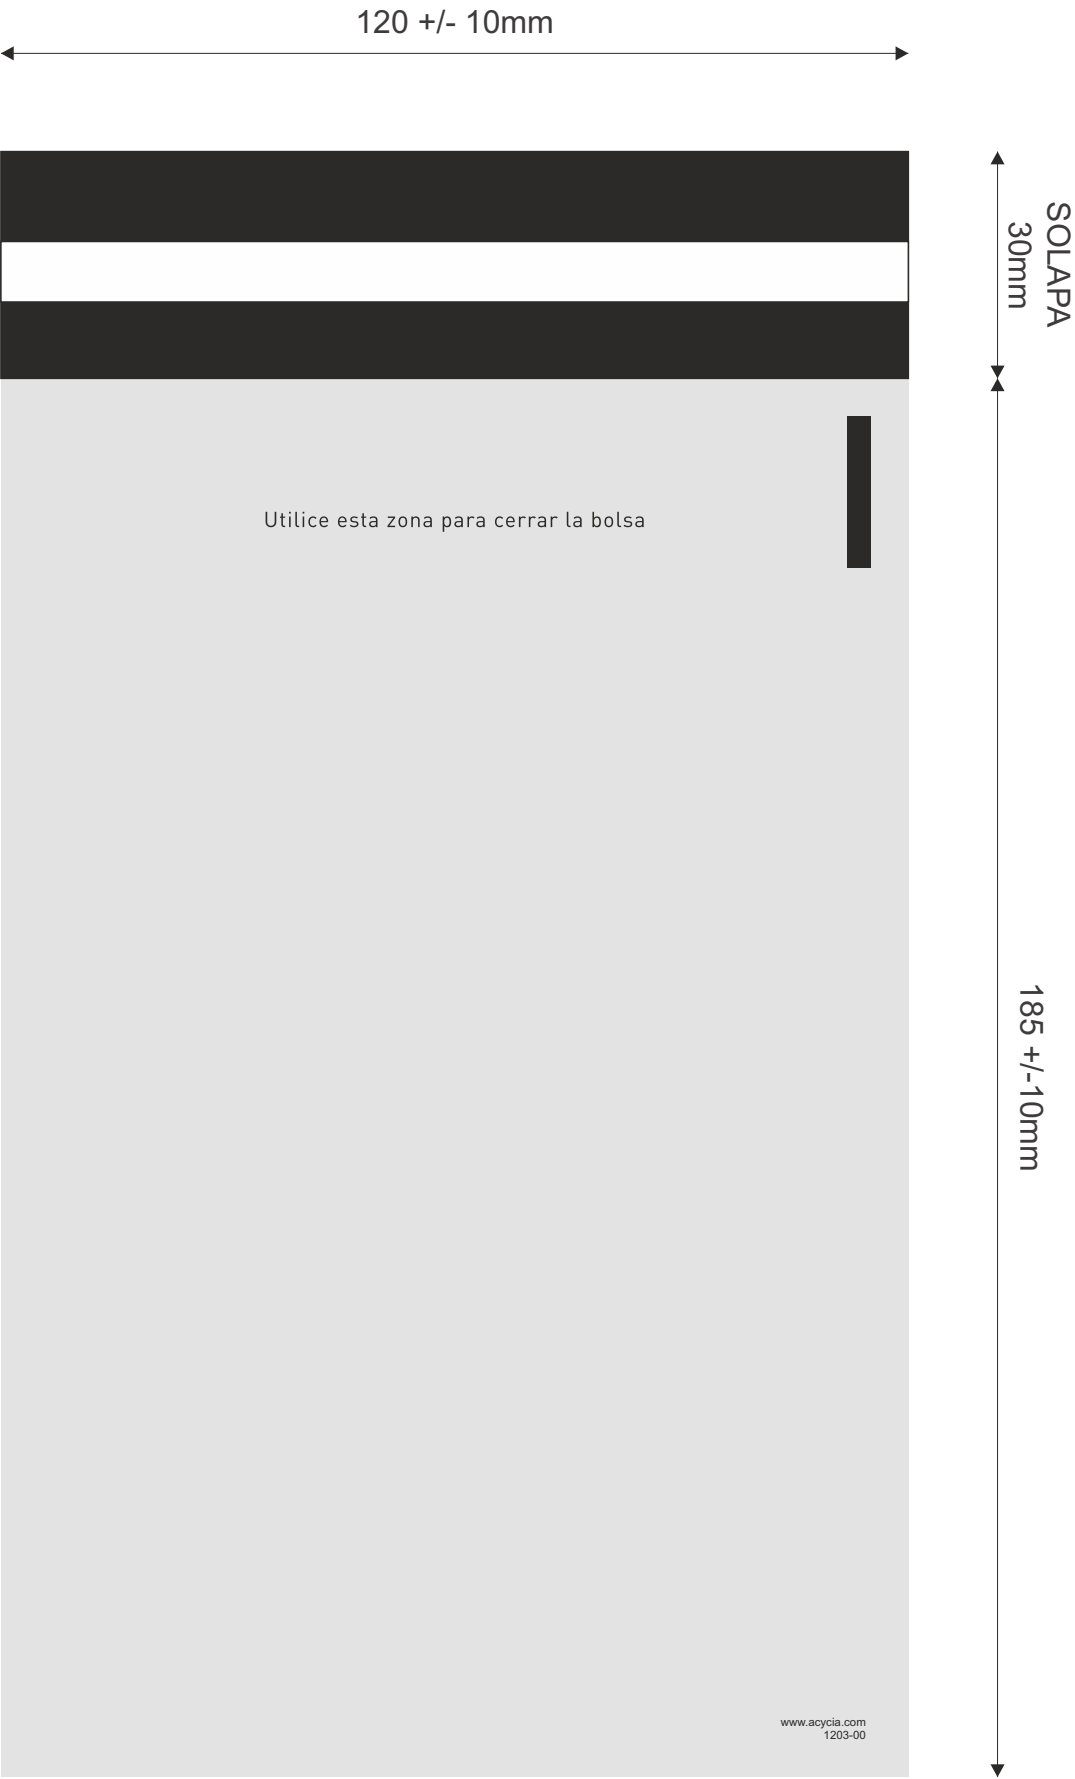 120 +/- 10mm
SOLAPA
30mm
Utilice esta zona para cerrar la bolsa
185 +/-10mm
www.acycia.com
1203-00